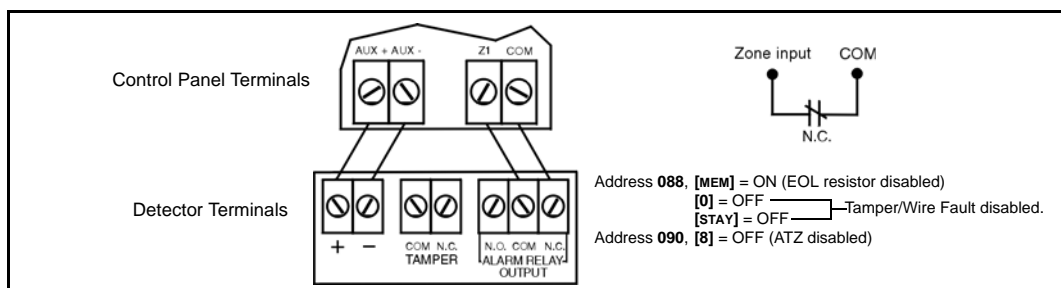 AUX + AUX -
Z1 COM
Control Panel Terminals
Zone input COM
N.C.
Detector Terminals
+ −
COM N.C.
TAMPER
N.O. COM N.C.
ALARM RELAY
OUTPUT
Address 088, [MEM] = ON (EOL resistor disabled)
[0] = OFF
[STAY] = OFF
Tamper/Wire Fault disabled.
Address 090, [8] = OFF (ATZ disabled)